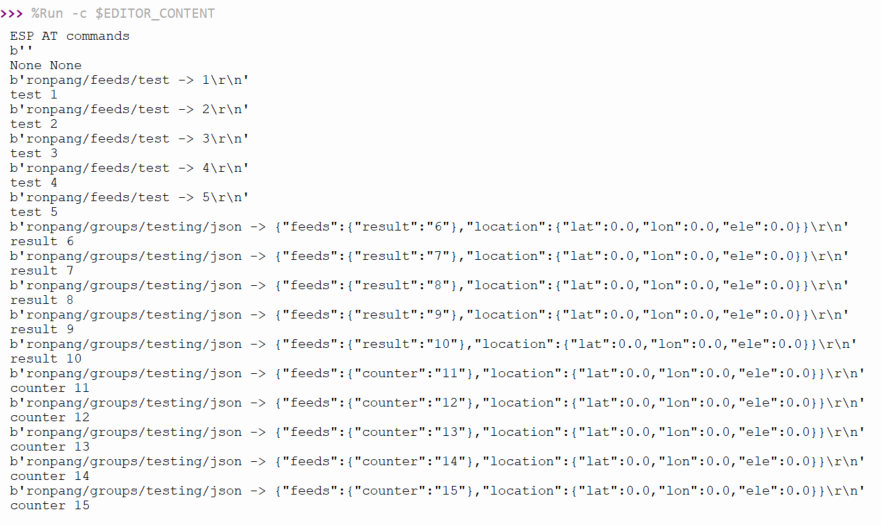 >>> %Run -c $EDITOR_CONTENT
ESP AT commands
b''
None None
b'ronpang/feeds/test -> 1\r\n'
test 1
b'ronpang/feeds/test -> 2\r\n'
test 2
b'ronpang/feeds/test -> 3\r\n'
test 3
b'ronpang/feeds/test -> 4\r\n'
test 4
b'ronpang/feeds/test -> 5\r\n'
test 5
b'ronpang/groups/testing/json -> {"feeds":{"result":"6"},"location":{"lat":0.0,"lon":0.0,"ele":0.0}}\r\n'
result 6
b'ronpang/groups/testing/json -> {"feeds":{"result":"7"},"location":{"lat":0.0,"lon":0.0,"ele":0.0}}\r\n'
result 7
b'ronpang/groups/testing/json -> {"feeds":{"result":"8"},"location":{"lat":0.0,"lon":0.0,"ele":0.0}}\r\n'
result 8
b'ronpang/groups/testing/json -> {"feeds":{"result":"9"},"location":{"lat":0.0,"lon":0.0,"ele":0.0}}\r\n'
result 9
b'ronpang/groups/testing/json -> {"feeds":{"result":"10"},"location":{"lat":0.0,"lon":0.0,"ele":0.0}}\r\n'
result 10
b'ronpang/groups/testing/json -> {"feeds":{"counter":"11"},"location":{"lat":0.0,"lon":0.0,"ele":0.0}}\r\n'
counter 11
b'ronpang/groups/testing/json -> {"feeds":{"counter":"12"},"location":{"lat":0.0,"lon":0.0,"ele":0.0}}\r\n'
counter 12
b'ronpang/groups/testing/json -> {"feeds":{"counter":"13"},"location":{"lat":0.0,"lon":0.0,"ele":0.0}}\r\n'
counter 13
b'ronpang/groups/testing/json -> {"feeds":{"counter":"14"},"location":{"lat":0.0,"lon":0.0,"ele":0.0}}\r\n'
counter 14
b'ronpang/groups/testing/json -> {"feeds":{"counter":"15"},"location":{"lat":0.0,"lon":0.0,"ele":0.0}}\r\n'
counter 15